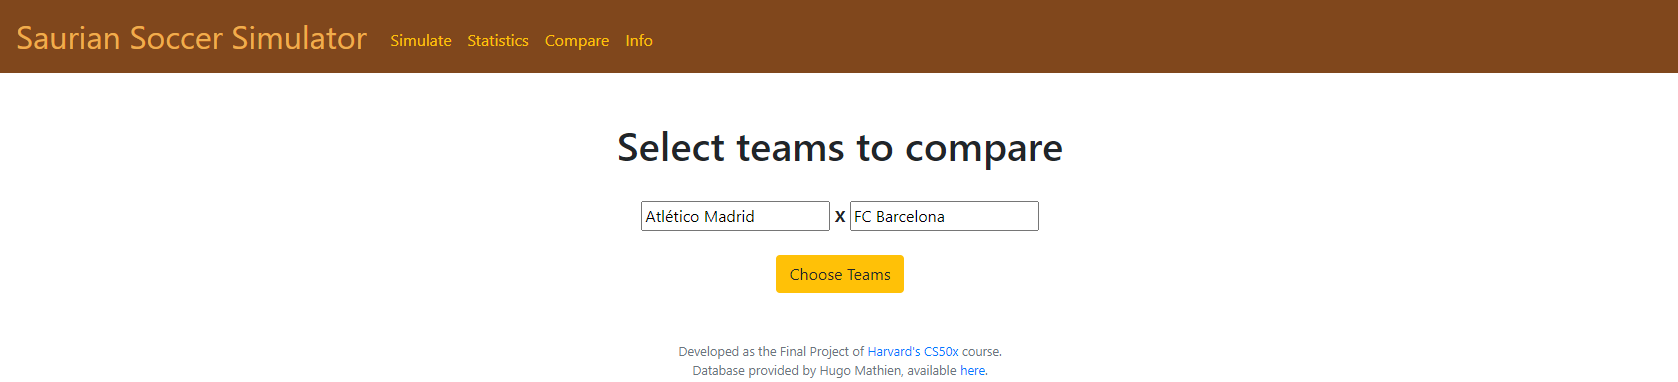 Saurian Soccer Simulator Simulate Statistics Compare Info
Select teams to compare
Atlético Madrid X FC Barcelona
Choose Teams
Developed as the Final Project of Harvard's CS50x course.
Database provided by Hugo Mathien, available here.